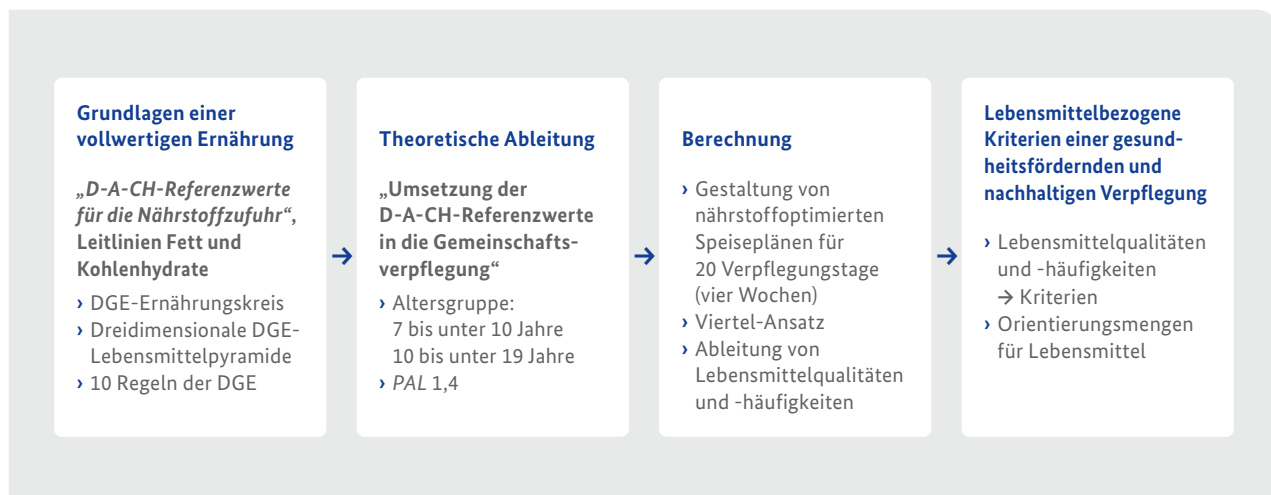 Grundlagen einer
vollwertigen Ernährung
„D-A-CH-Referenzwerte
für die Nährstoffzufuhr“,
Leitlinien Fett und
Kohlenhydrate
› DGE-Ernährungskreis
› Dreidimensionale DGE-
Lebensmittelpyramide
› 10 Regeln der DGE
→
Theoretische Ableitung
„Umsetzung der
D-A-CH-Referenzwerte
in die Gemeinschafts-
verpflegung“
› Altersgruppe:
7 bis unter 10 Jahre
10 bis unter 19 Jahre
› PAL 1,4
→
Berechnung
› Gestaltung von
nährstoffoptimierten
Speiseplänen für
20 Verpflegungstage
(vier Wochen)
› Viertel-Ansatz
› Ableitung von
Lebensmittelqualitäten
und -häufigkeiten
→
Lebensmittelbezogene
Kriterien einer gesund-
heitsfördernden und
nachhaltigen Verpflegung
› Lebensmittelqualitäten
und -häufigkeiten
→ Kriterien
› Orientierungsmengen
für Lebensmittel